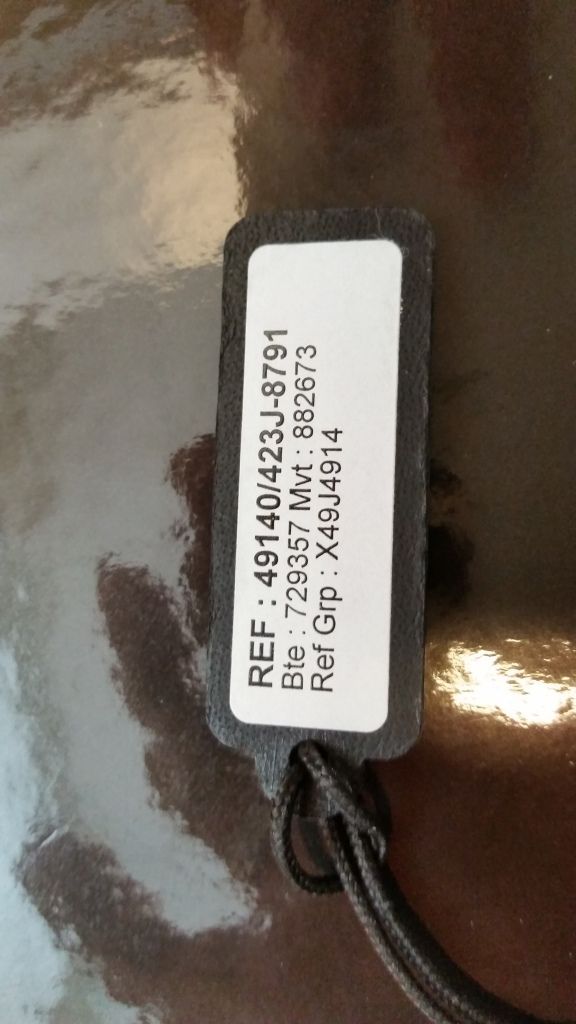 REF : 49140/423J-8791
Bte : 729357 Mvt : 882673
Ref Grp : X49J4914